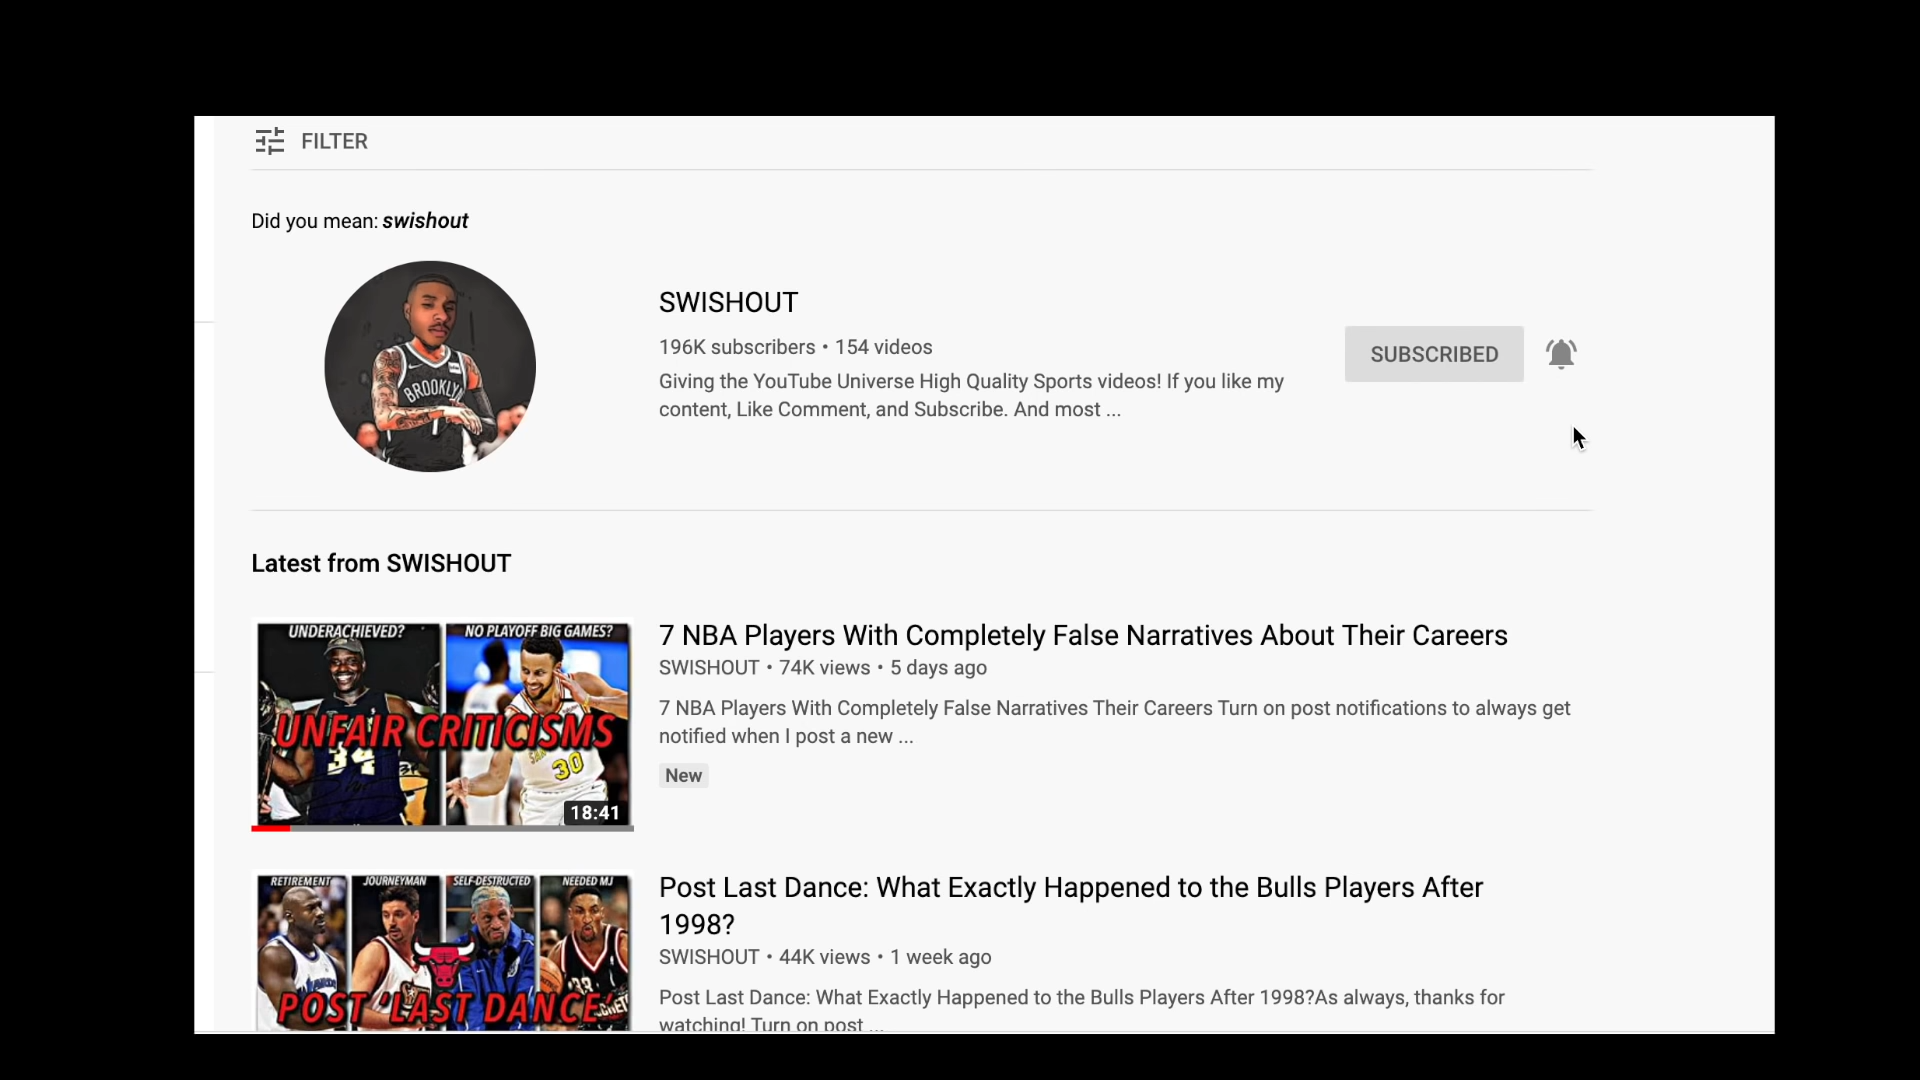 FILTER
Did you mean: swishout
BROOKLYN
SWISHOUT
196K subscribers • 154 videos
Giving the YouTube Universe High Quality Sports videos! If you like my
content, Like Comment, and Subscribe. And most ...
SUBSCRIBED
Latest from SWISHOUT
UNDERACHIEVED?
NO PLAYOFF BIG GAMES?
UNFAIR CRITICISMS
34
30
18:41
7 NBA Players With Completely False Narratives About Their Careers
SWISHOUT • 74K views • 5 days ago
7 NBA Players With Completely False Narratives Their Careers Turn on post notifications to always get
notified when I post a new ...
New
RETIREMENT
JOURNEYMAN
SELF-DESTRUCTED
NEEDED MJ
POST 'LAST DANCE'
Post Last Dance: What Exactly Happened to the Bulls Players After
1998?
SWISHOUT • 44K views • 1 week ago
Post Last Dance: What Exactly Happened to the Bulls Players After 1998?As always, thanks for
watching! Turn on post ...